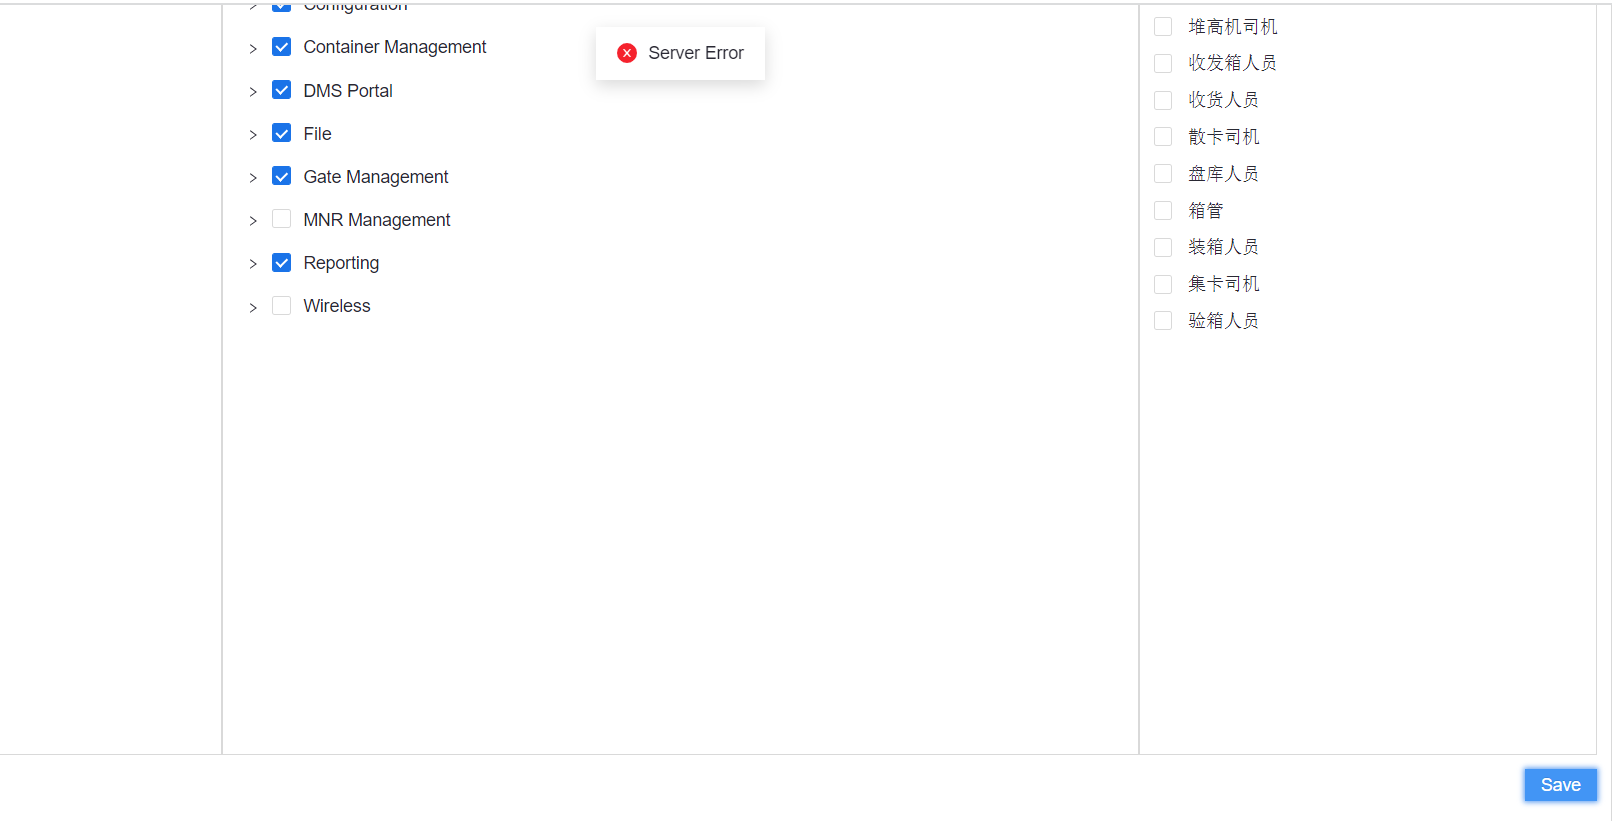 Configuration
Container Management
DMS Portal
File
Gate Management
MNR Management
Reporting
Wireless
Server Error
堆高机司机
收发箱人员
收货人员
散卡司机
盘库人员
箱管
装箱人员
集卡司机
验箱人员
Save